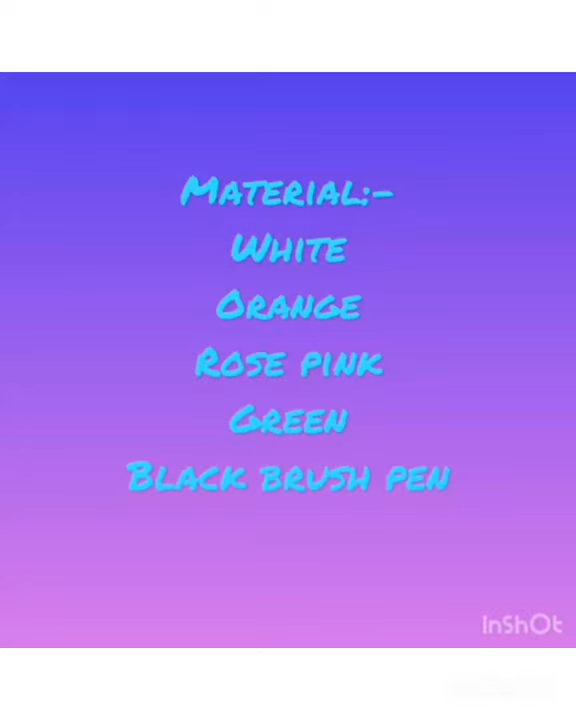 Material:-
White
Orange
Rose pink
Green
Black brush pen
InShOt